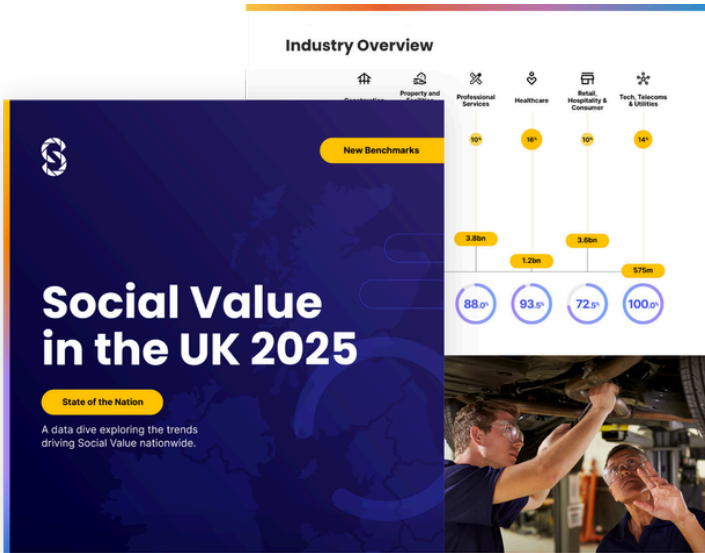 Industry Overview
Property and
Professional
Services
Healthcare
Retail,
Hospitality &
Consumer
Tech, Telecoms
& Utilities
10%
16%
10%
14%
3.8bn
1.2bn
3.6bn
575m
88.0%
93.5%
72.5%
100.0%
New Benchmarks
Social Value
in the UK 2025
State of the Nation
A data dive exploring the trends
driving Social Value nationwide.